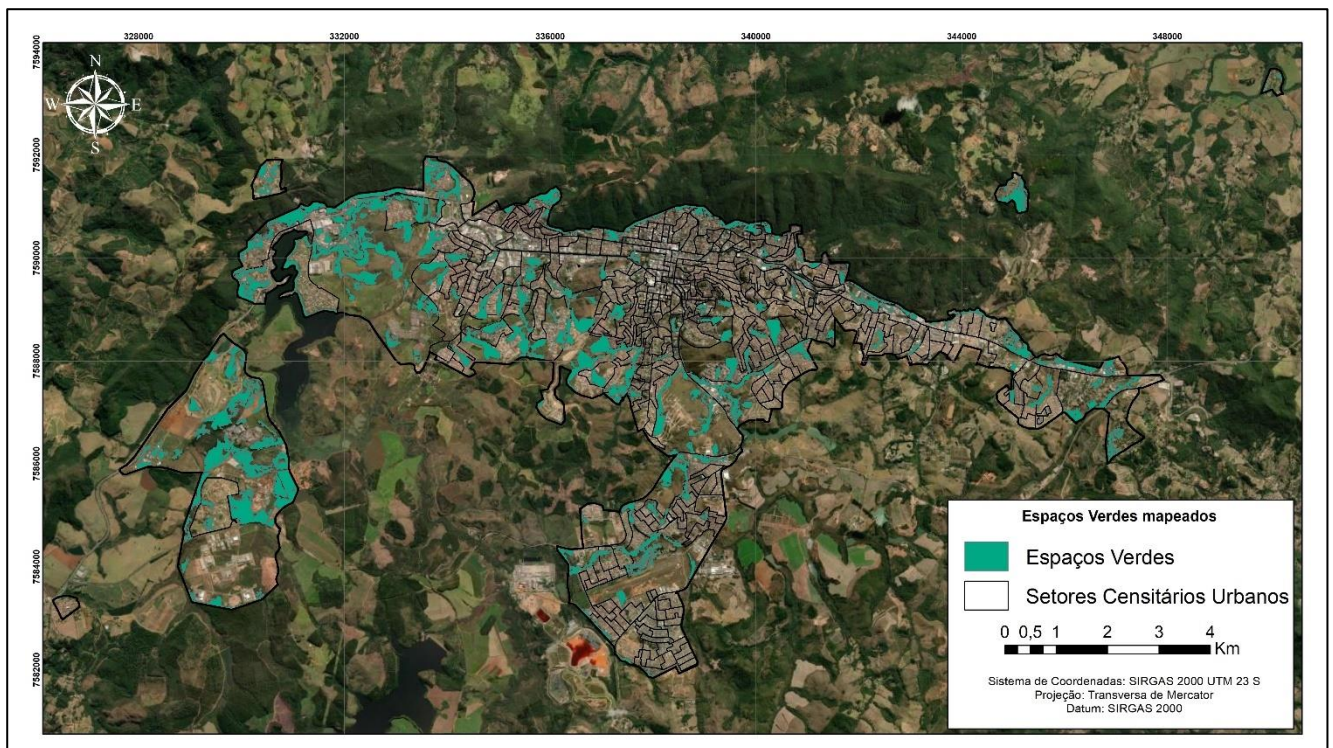 328000 332000 336000 340000 344000 348000
7594000
7592000
7590000
7588000
7586000
7584000
7582000
N
W E
S
Espaços Verdes mapeados
Espaços Verdes
Setores Censitários Urbanos
0 0,5 1 2 3 4
Km
Sistema de Coordenadas: SIRGAS 2000 UTM 23 S
Projeção: Transversa de Mercator
Datum: SIRGAS 2000